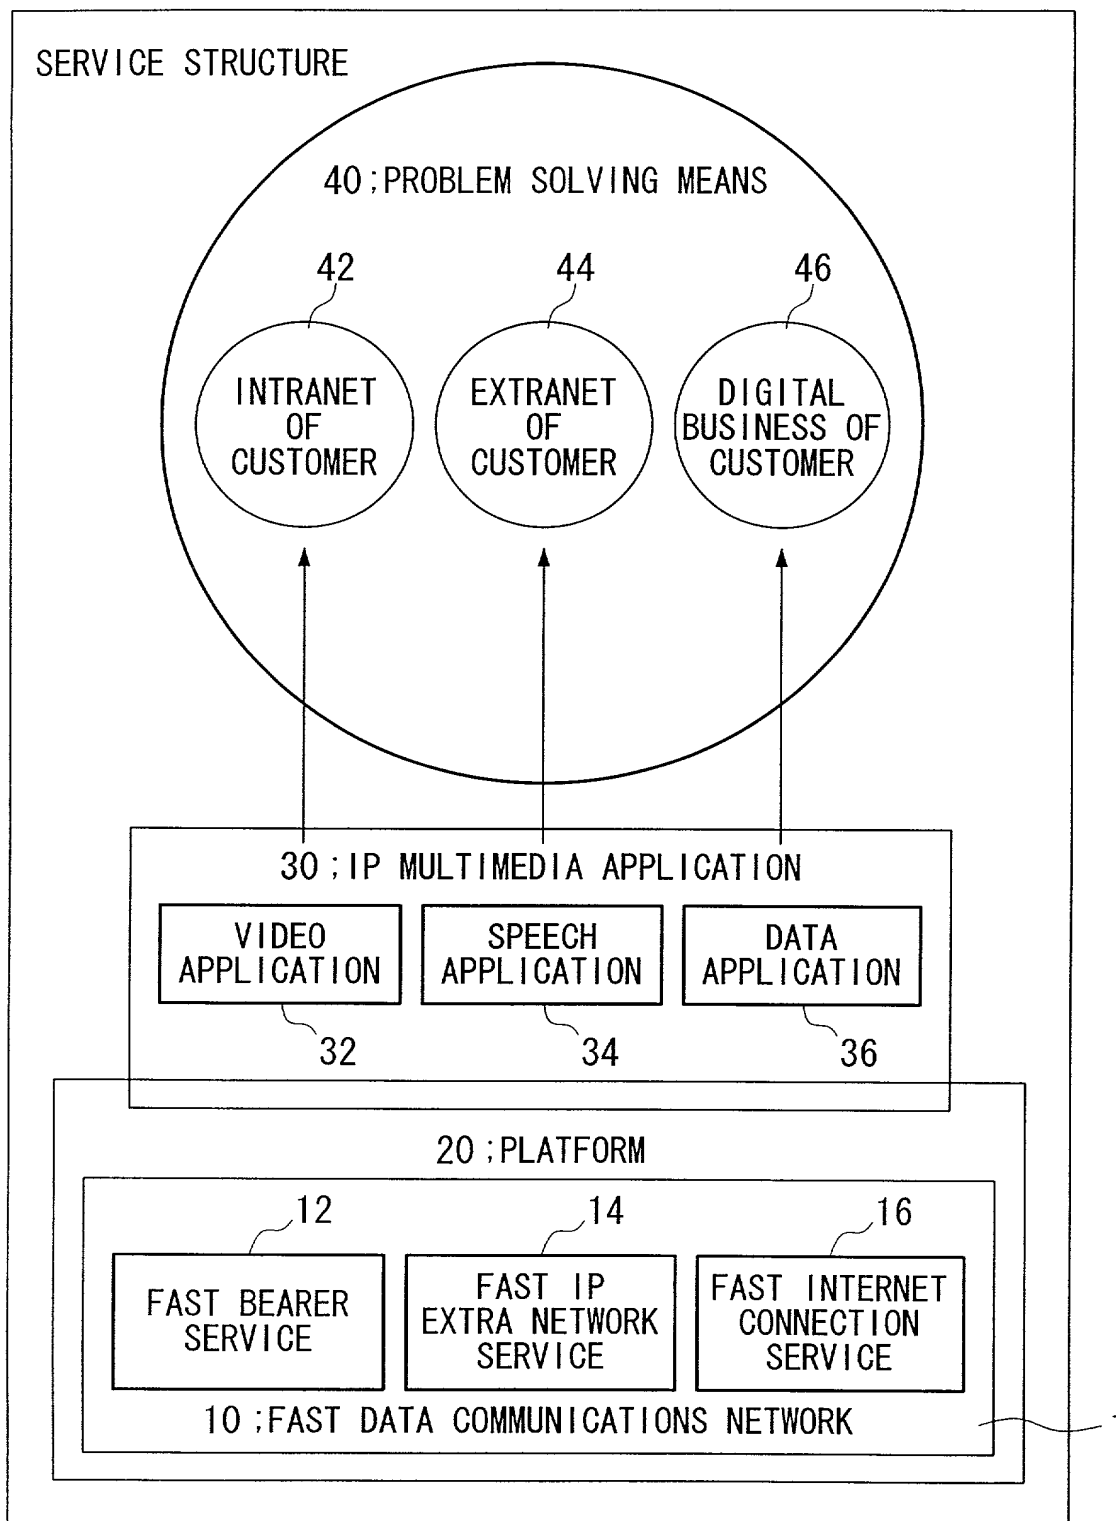 SERVICE STRUCTURE
40;PROBLEM SOLVING MEANS
42
44
46
INTRANET
OF
CUSTOMER
EXTRANET
OF
CUSTOMER
DIGITAL
BUSINESS OF
CUSTOMER
30;IP MULTIMEDIA APPLICATION
VIDEO
APPLICATION
SPEECH
APPLICATION
DATA
APPLICATION
32
34
36
20;PLATFORM
12
14
16
FAST BEARER
SERVICE
FAST IP
EXTRA NETWORK
SERVICE
FAST INTERNET
CONNECTION
SERVICE
10;FAST DATA COMMUNICATIONS NETWORK